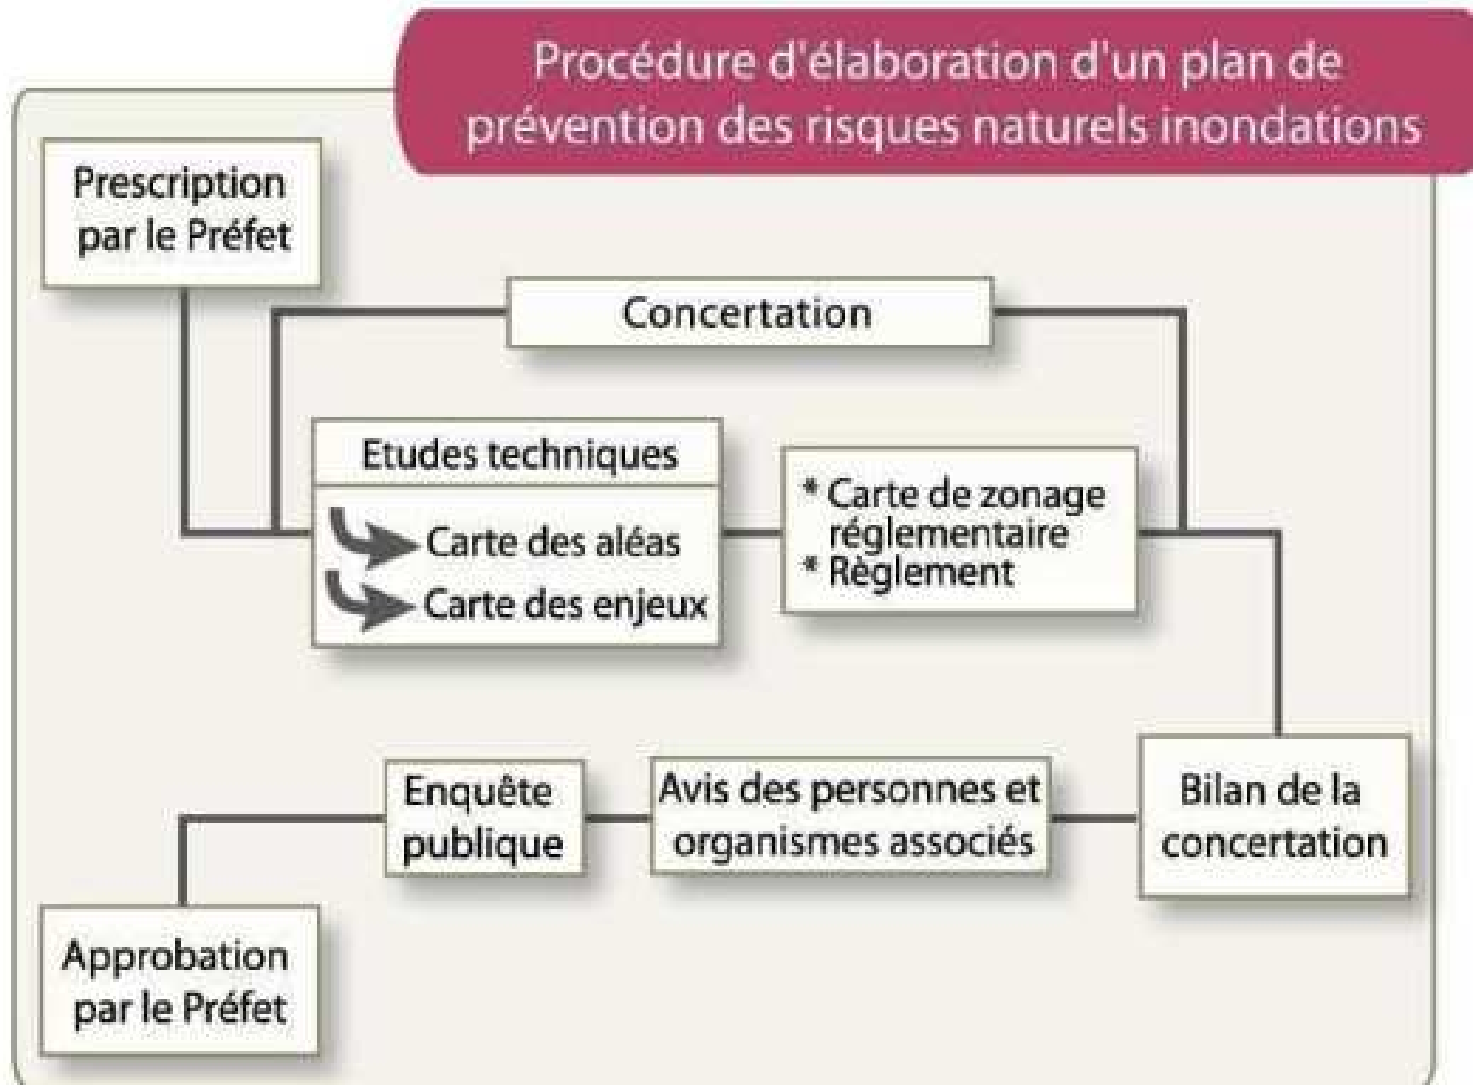 Procédure d'élaboration d'un plan de
prévention des risques naturels inondations
Prescription
par le Préfet
Concertation
Etudes techniques
Carte des aléas
Carte des enjeux
* Carte de zonage
réglementaire
* Règlement
Bilan de la
concertation
Avis des personnes et
organismes associés
Enquête
publique
Approbation
par le Préfet